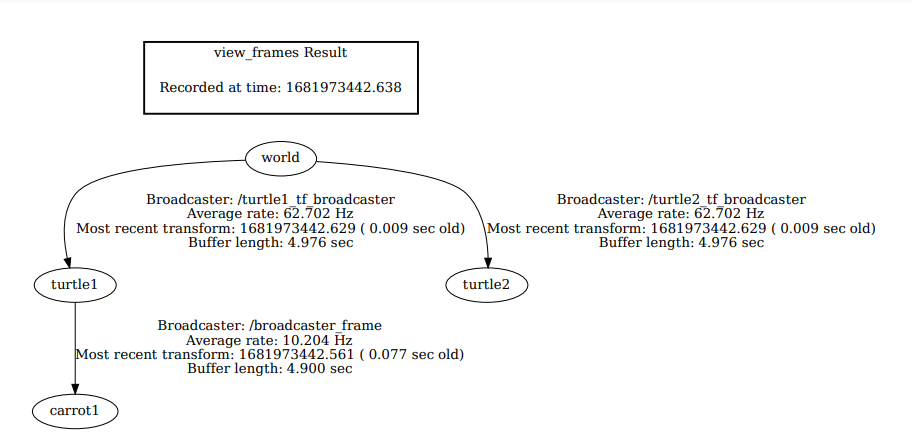 view_frames Result
Recorded at time: 1681973442.638
world
Broadcaster: /turtle1_tf_broadcaster
Average rate: 62.702 Hz
Most recent transform: 1681973442.629 ( 0.009 sec old)
Buffer length: 4.976 sec
Broadcaster: /turtle2_tf_broadcaster
Average rate: 62.702 Hz
Most recent transform: 1681973442.629 ( 0.009 sec old)
Buffer length: 4.976 sec
turtle1
turtle2
Broadcaster: /broadcaster_frame
Average rate: 10.204 Hz
Most recent transform: 1681973442.561 ( 0.077 sec old)
Buffer length: 4.900 sec
carrot1